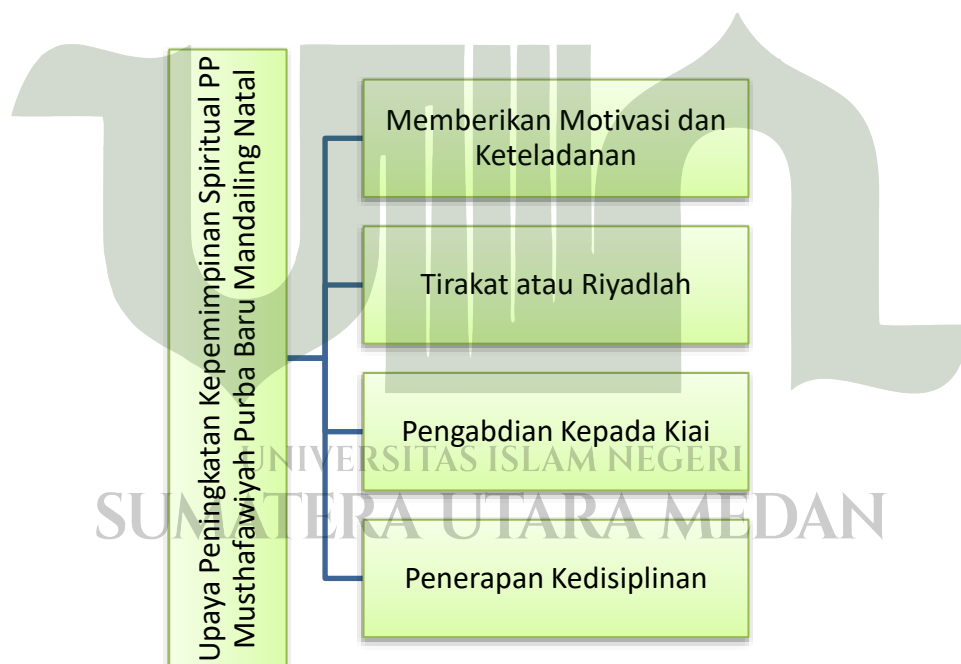 Upaya Peningkatan Kepemimpinan Spiritual PP
Musthafawiyah Purba Baru Mandailing Natal
Memberikan Motivasi dan
Keteladanan
Tirakat atau Riyadlah
Pengabdian Kepada Kiai
UNIVERSITAS ISLAM NEGERI
SUMATERA UTARA MEDAN
Penerapan Kedisiplinan